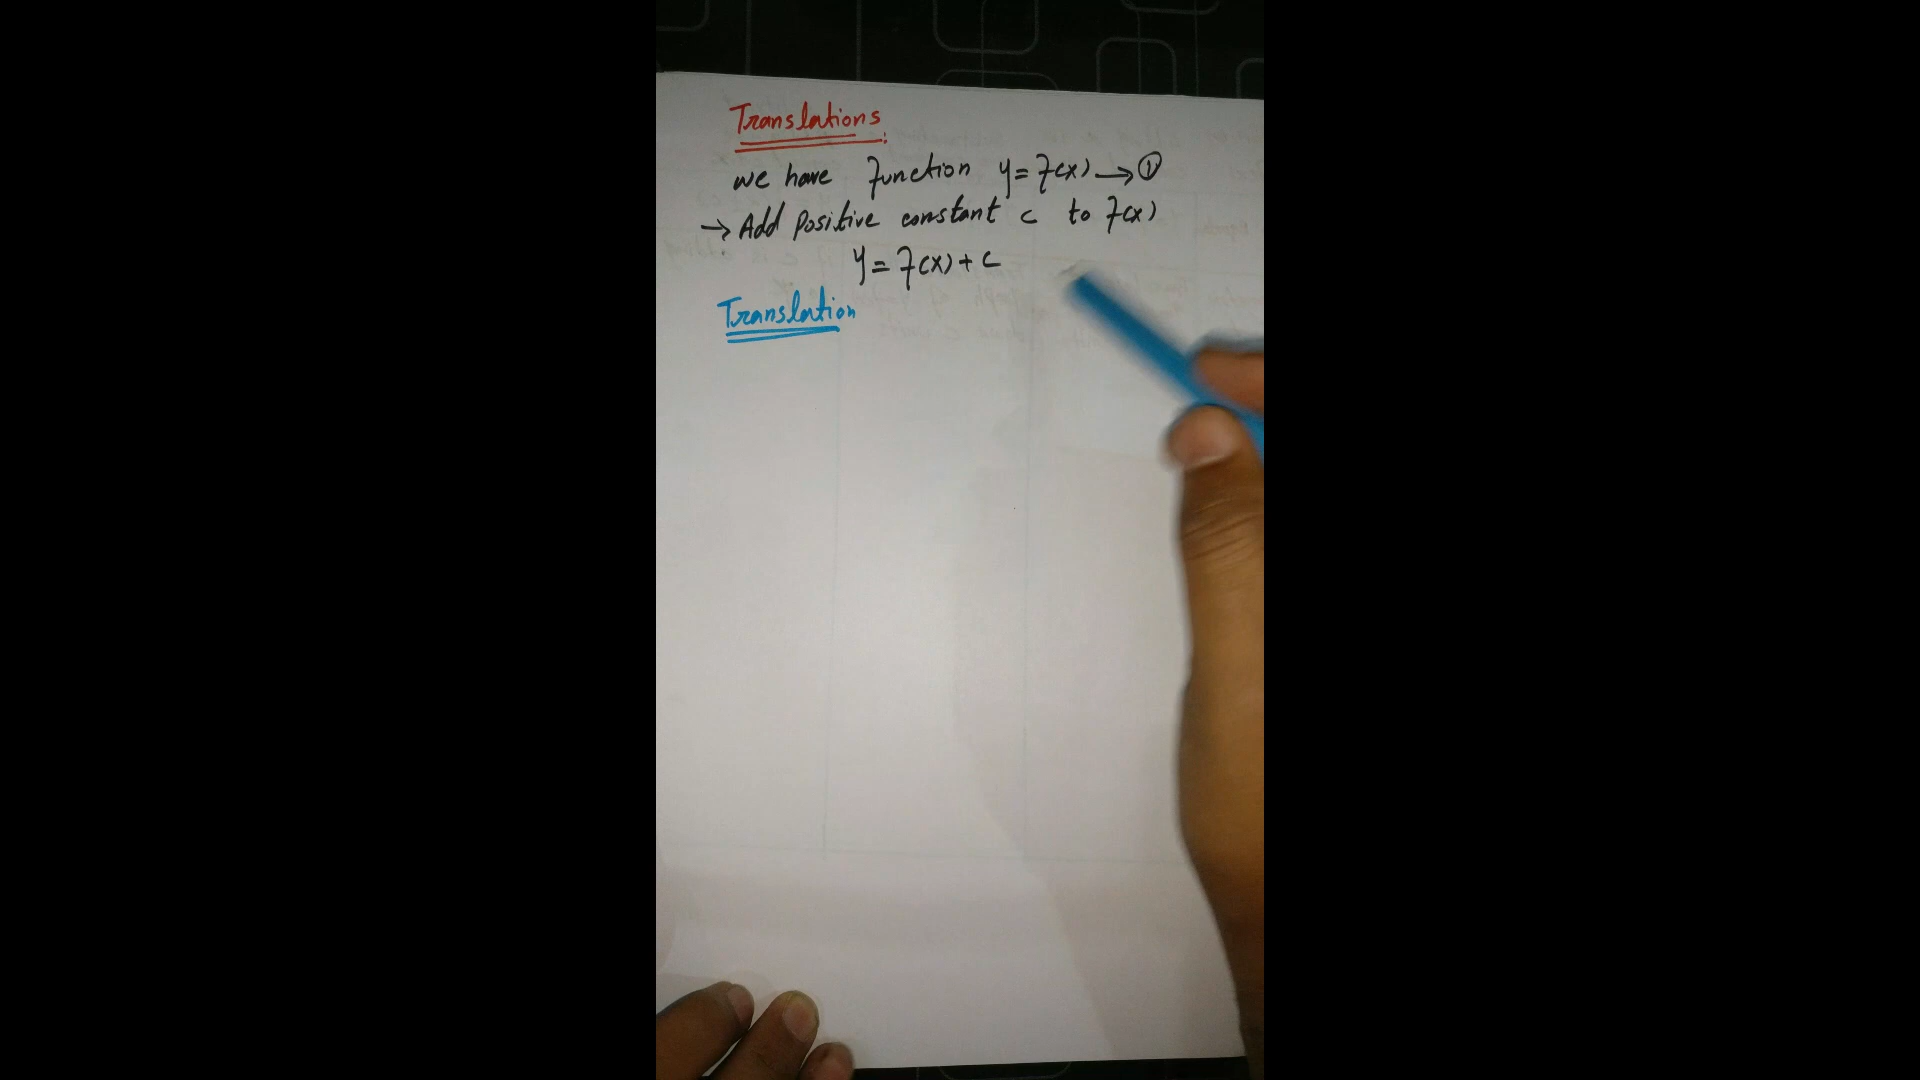 Translations:
we have function y = f(x) → ①
→ Add positive constant c to f(x)
y = f(x) + c
Translation